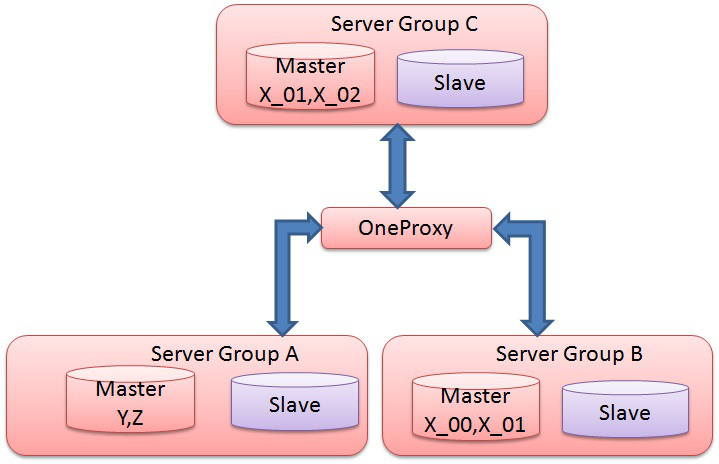 Server Group C
Master
X_01,X_02
Slave
OneProxy
Server Group A
Master
Y,Z
Slave
Server Group B
Master
X_00,X_01
Slave